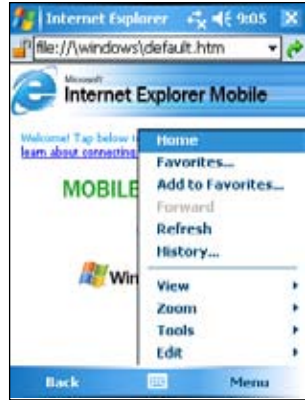 Internet Explorer 9:05
file://\windows\default.htm
Microsoft
Internet Explorer Mobile
Welcome! Tap below
learn about connecting
Home
Favorites...
Add to Favorites...
Forward
Refresh
History...
MOBILE
Win
View
Zoom
Tools
Edit
Back Menu